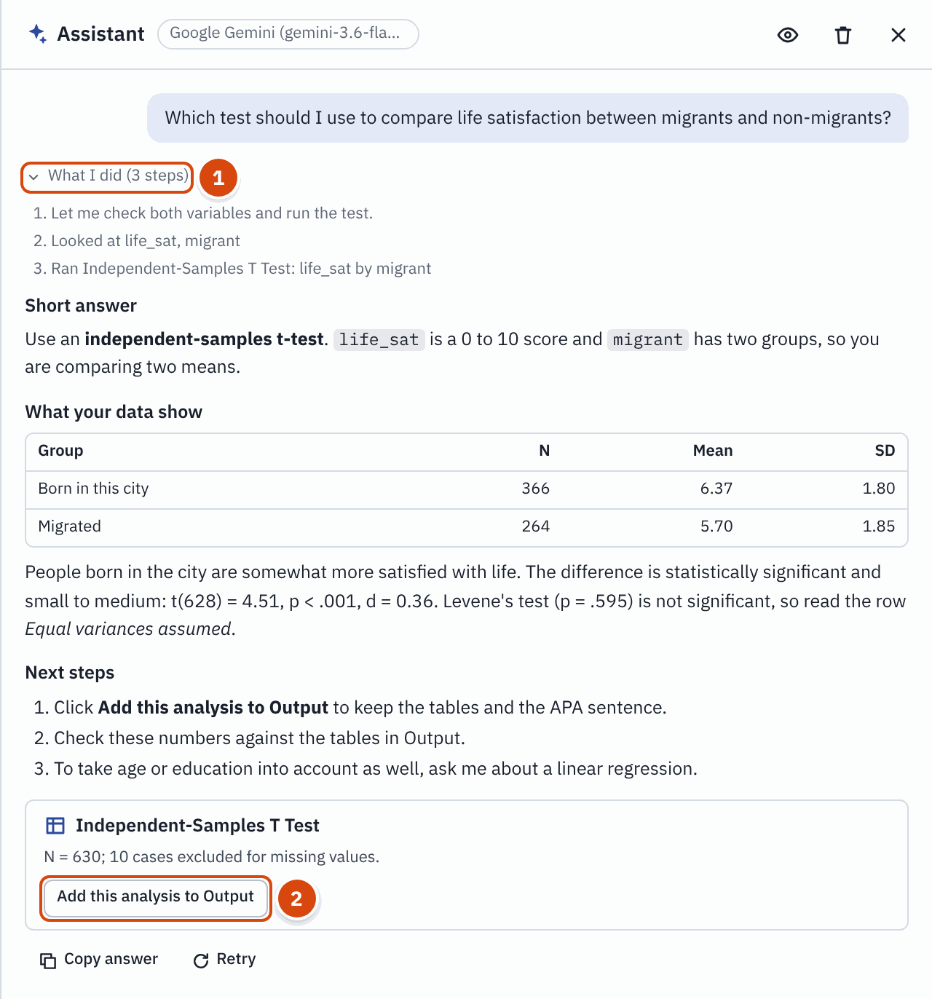 Assistant
Google Gemini (gemini-3.6-fla...
Which test should I use to compare life satisfaction between migrants and non-migrants?
What I did (3 steps)
1
1. Let me check both variables and run the test.
2. Looked at life_sat, migrant
3. Ran Independent-Samples T Test: life_sat by migrant
Short answer
Use an independent-samples t-test. life_sat is a 0 to 10 score and migrant has two groups, so you
are comparing two means.
What your data show
Group N Mean SD
Born in this city 366 6.37 1.80
Migrated 264 5.70 1.85
People born in the city are somewhat more satisfied with life. The difference is statistically significant and
small to medium: t(628) = 4.51, p < .001, d = 0.36. Levene's test (p = .595) is not significant, so read the row
Equal variances assumed.
Next steps
1. Click Add this analysis to Output to keep the tables and the APA sentence.
2. Check these numbers against the tables in Output.
3. To take age or education into account as well, ask me about a linear regression.
Independent-Samples T Test
N = 630; 10 cases excluded for missing values.
Add this analysis to Output
2
Copy answer Retry